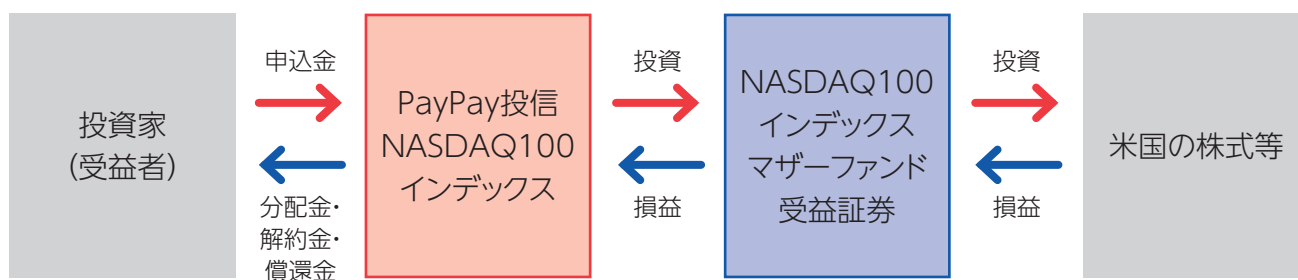 投資家
(受益者)
申込金
分配金・
解約金・
償還金
PayPay投信
NASDAQ100
インデックス
投資
損益
NASDAQ100
インデックス
マザーファンド
受益証券
投資
損益
米国の株式等